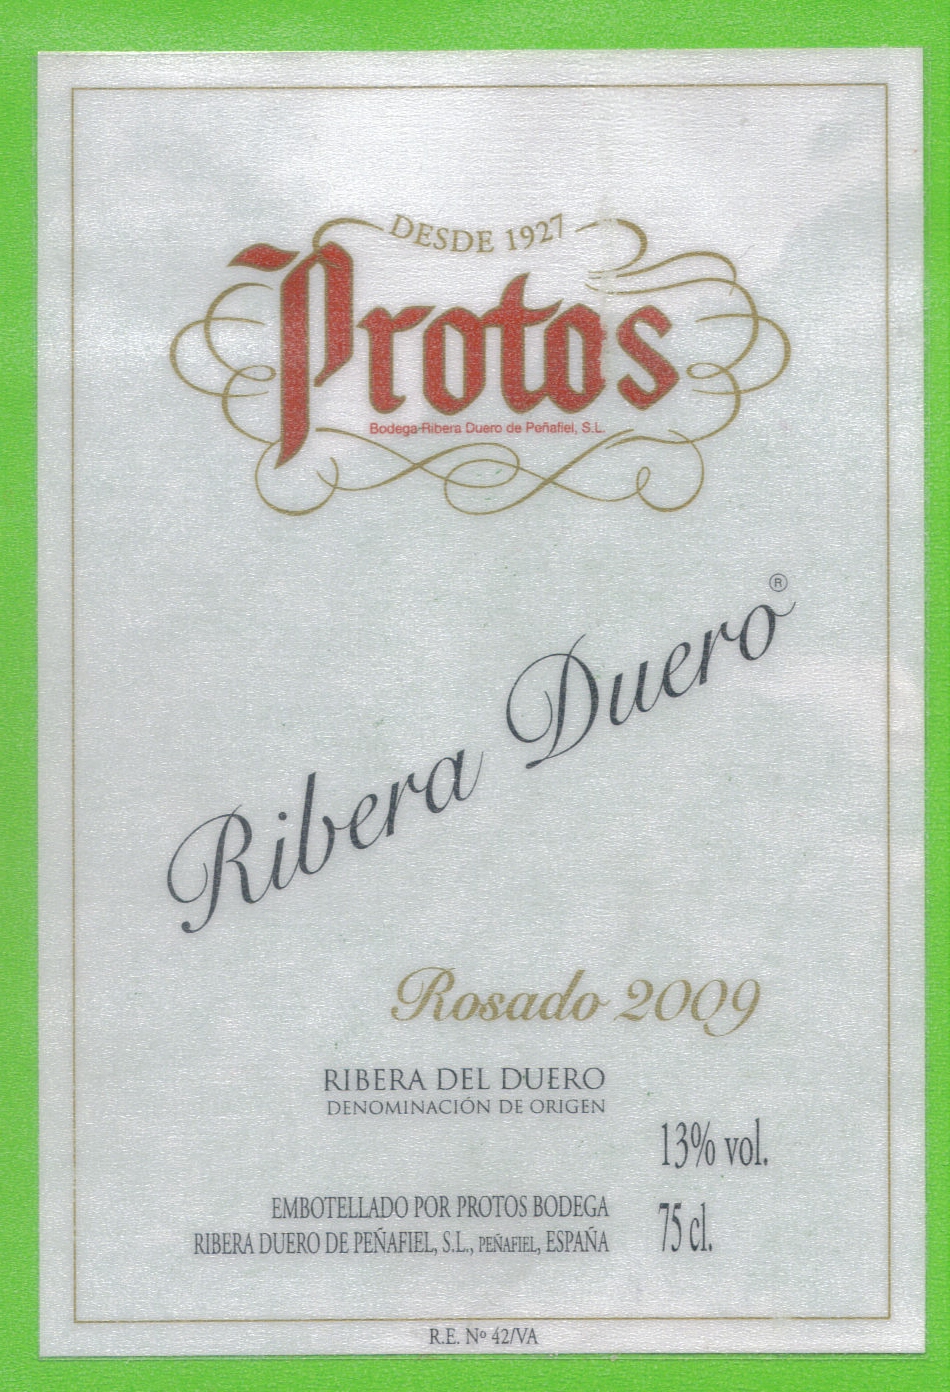 DESDE 1927
Protos
Bodega Ribera Duero de Peñafiel, S.L.
Ribera Duero®
Rosado 2009
RIBERA DEL DUERO
DENOMINACIÓN DE ORIGEN
13% vol.
EMBOTELLADO POR PROTOS BODEGA
75 cl.
RIBERA DUERO DE PEÑAFIEL, S.L., PEÑAFIEL, ESPAÑA
R.E. Nº 42/VA